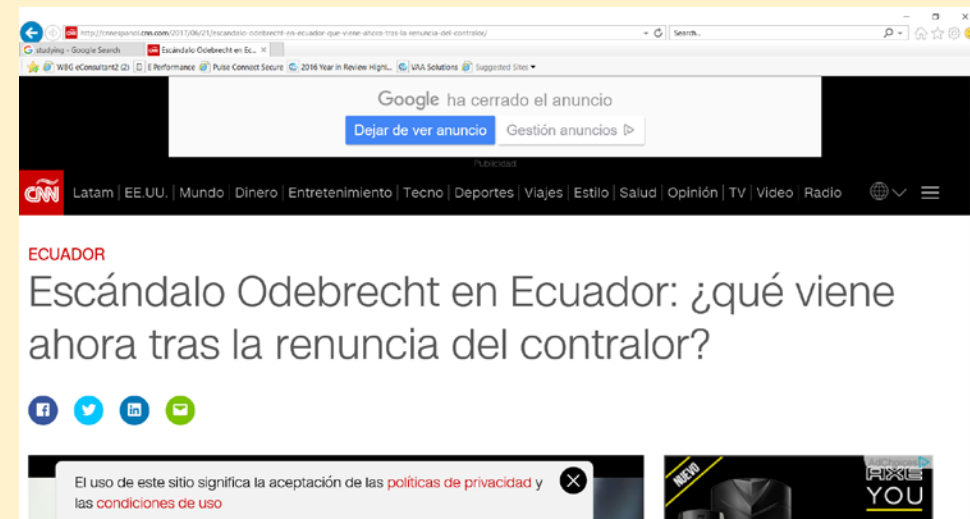 http://cnnespanol.cnn.com/2017/06/21/escandalo-odebrecht-en-ecuador-que-viene-ahora-tras-la-renuncia-del-contralor/
Search...
studying - Google Search
Escándalo Odebrecht en Ec...
WBG eConsultant2 (2)
E Performance
Pulse Connect Secure
2016 Year in Review Highl...
VAA Solutions
Suggested Sites
Google ha cerrado el anuncio
Dejar de ver anuncio
Gestión anuncios
Publicidad
CNN
Latam | EE.UU. | Mundo | Dinero | Entretenimiento | Tecno | Deportes | Viajes | Estilo | Salud | Opinión | TV | Video | Radio
ECUADOR
Escándalo Odebrecht en Ecuador: ¿qué viene
ahora tras la renuncia del contralor?
El uso de este sitio significa la aceptación de las políticas de privacidad y
las condiciones de uso
NUEVO
AdChoices
AXE
YOU